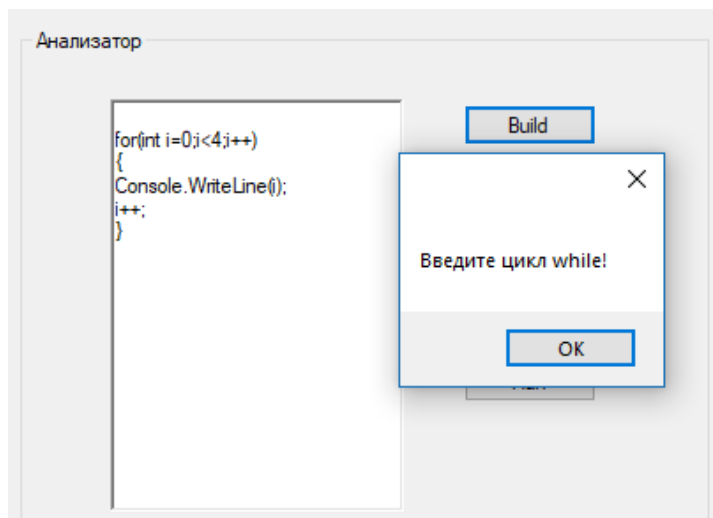 Анализатор
for(int i=0;i<4;i++)
{
Console.WriteLine(i);
i++;
}
Build
Введите цикл while!
OK